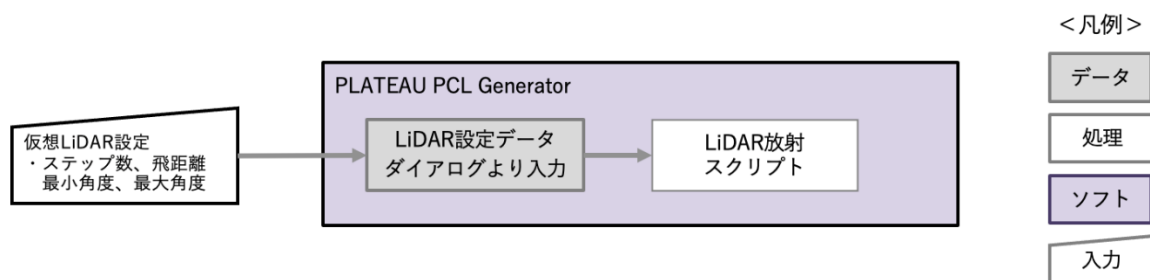 <凡例>
PLATEAU PCL Generator
仮想LiDAR設定
・ステップ数、飛距離
最小角度、最大角度
LiDAR設定データ
ダイアログより入力
LiDAR放射
スクリプト
データ
処理
ソフト
入力